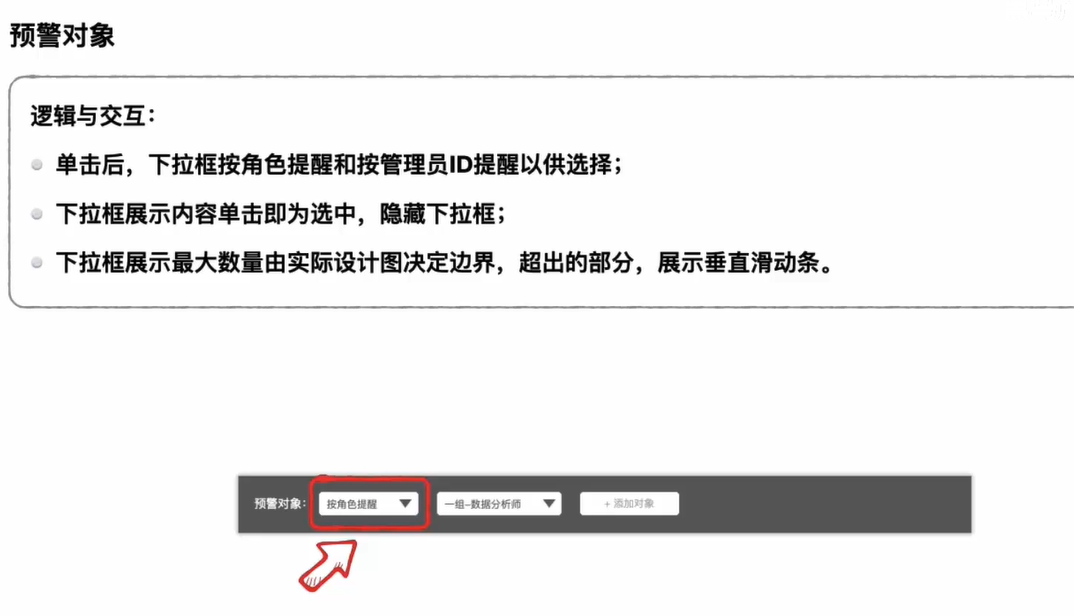 预警对象
逻辑与交互：
单击后，下拉框按角色提醒和按管理员ID提醒以供选择；
下拉框展示内容单击即为选中，隐藏下拉框；
下拉框展示最大数量由实际设计图决定边界，超出的部分，展示垂直滑动条。
预警对象： 按角色提醒 一组-数据分析师 + 添加对象